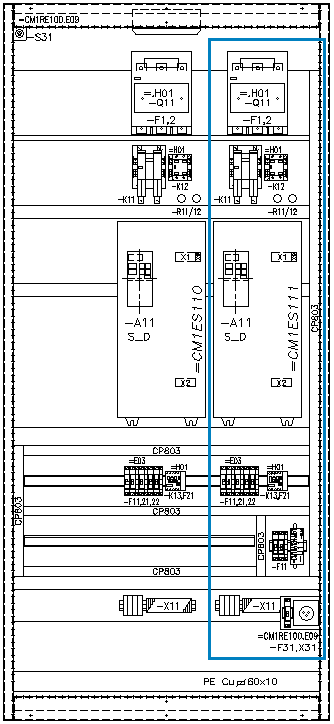 =CM1RE100.E09
-S31
=.H01
-Q11
=.H01
-Q11
-F1,2
-F1,2
=H01
=H01
-K11
-K12
-K11
-K12
-R11/12
-R11/12
X1
X1
-A11
S_D
=CM1ES110
-A11
S_D
=CM1ES111
CP803
X2
X2
CP803
=E03
=H01
=E03
=H01
-F11,21,22
-K13,F21
-F11,21,22
-K13,F21
CP803
CP803
CP803
-F11
CP803
-X11
-X11
=CM1RE100.E09
-F31,X31
PE Cu 60x10